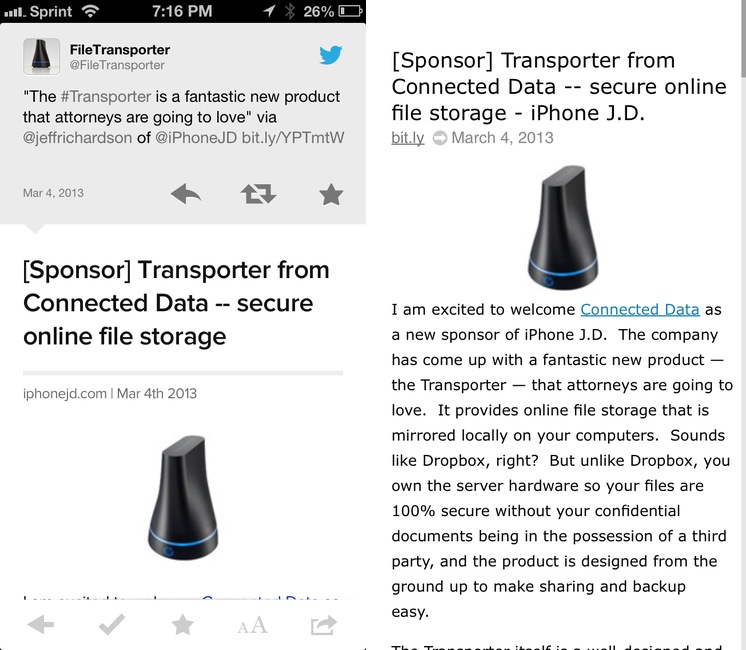 Sprint 7:16 PM 26%
FileTransporter
@FileTransporter
"The #Transporter is a fantastic new product
that attorneys are going to love" via
@jeffrichardson of @iPhoneJD bit.ly/YPTmtW
Mar 4, 2013
[Sponsor] Transporter from
Connected Data -- secure
online file storage
iphonejd.com | Mar 4th 2013
AA
[Sponsor] Transporter from
Connected Data -- secure online
file storage - iPhone J.D.
bit.ly March 4, 2013
I am excited to welcome Connected Data as
a new sponsor of iPhone J.D.  The company
has come up with a fantastic new product —
the Transporter — that attorneys are going to
love.  It provides online file storage that is
mirrored locally on your computers.  Sounds
like Dropbox, right?  But unlike Dropbox, you
own the server hardware so your files are
100% secure without your confidential
documents being in the possession of a third
party, and the product is designed from the
ground up to make sharing and backup
easy.
The Transporter itself is a well-designed and